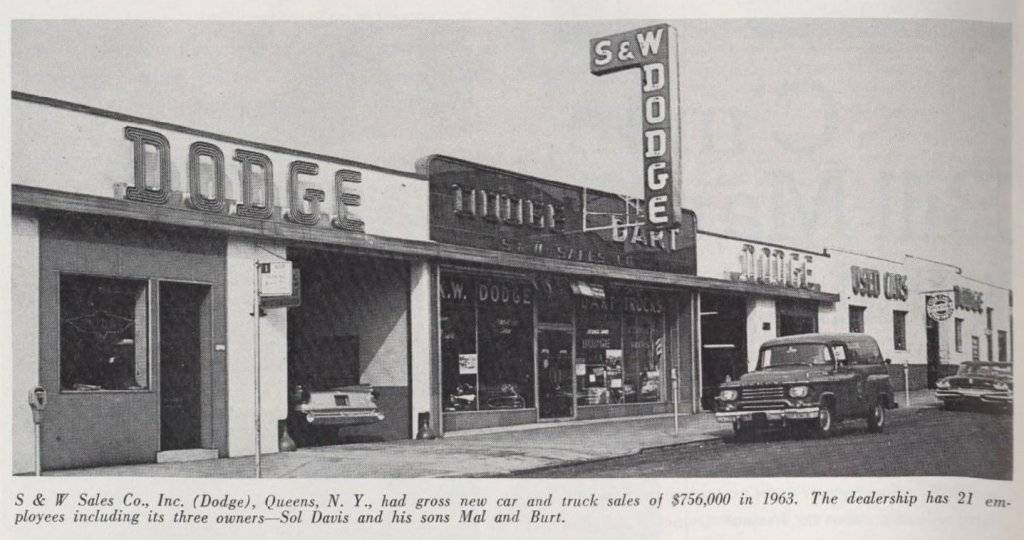 S&W
DODGE
DODGE
DODGE
DART
S & W SALES CO
DODGE
USED CARS
DODGE
S.W. DODGE
DART TRUCKS
DODGE
S & W Sales Co., Inc. (Dodge), Queens, N. Y., had gross new car and truck sales of $756,000 in 1963. The dealership has 21 em-
ployees including its three owners—Sol Davis and his sons Mal and Burt.